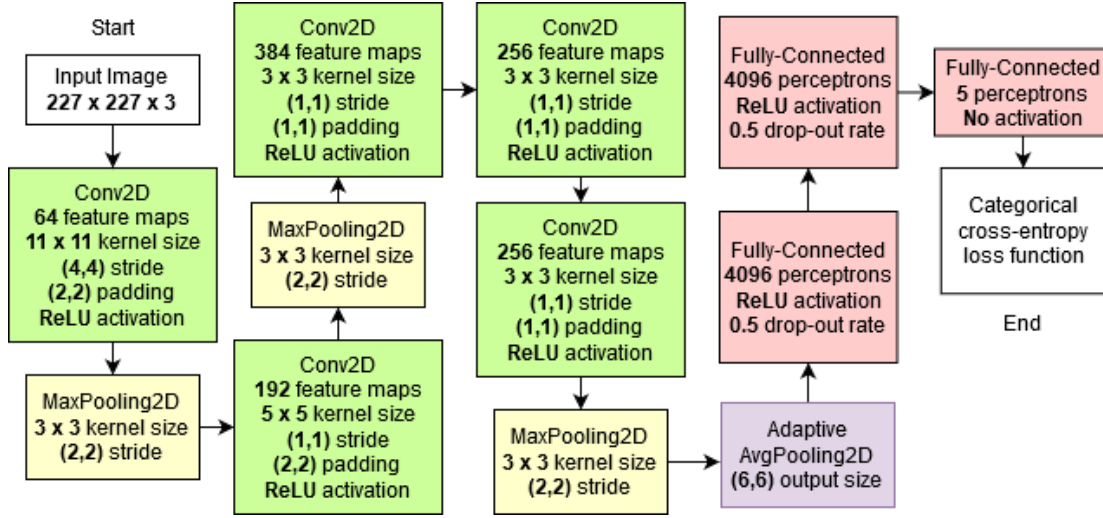 Start
Input Image
227 x 227 x 3
Conv2D
64 feature maps
11 x 11 kernel size
(4,4) stride
(2,2) padding
ReLU activation
MaxPooling2D
3 x 3 kernel size
(2,2) stride
Conv2D
192 feature maps
5 x 5 kernel size
(1,1) stride
(2,2) padding
ReLU activation
MaxPooling2D
3 x 3 kernel size
(2,2) stride
Conv2D
384 feature maps
3 x 3 kernel size
(1,1) stride
(1,1) padding
ReLU activation
Conv2D
256 feature maps
3 x 3 kernel size
(1,1) stride
(1,1) padding
ReLU activation
Conv2D
256 feature maps
3 x 3 kernel size
(1,1) stride
(1,1) padding
ReLU activation
MaxPooling2D
3 x 3 kernel size
(2,2) stride
Adaptive
AvgPooling2D
(6,6) output size
Fully-Connected
4096 perceptrons
ReLU activation
0.5 drop-out rate
Fully-Connected
4096 perceptrons
ReLU activation
0.5 drop-out rate
Fully-Connected
5 perceptrons
No activation
Categorical
cross-entropy
loss function
End